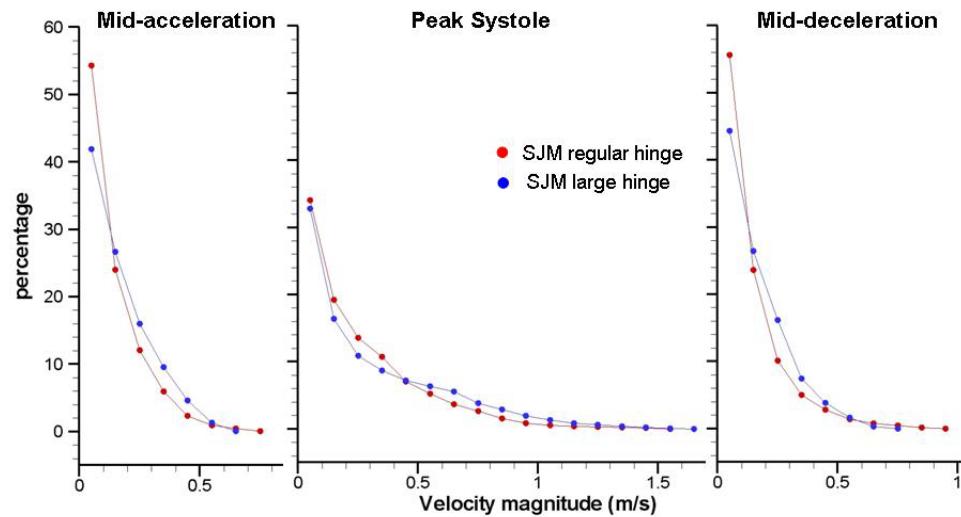 Mid-acceleration
Peak Systole
Mid-deceleration
60
50
40
30
20
10
0
percentage
SJM regular hinge
SJM large hinge
0 0.5 0 0.5 1 1.5 0 0.5 1
Velocity magnitude (m/s)